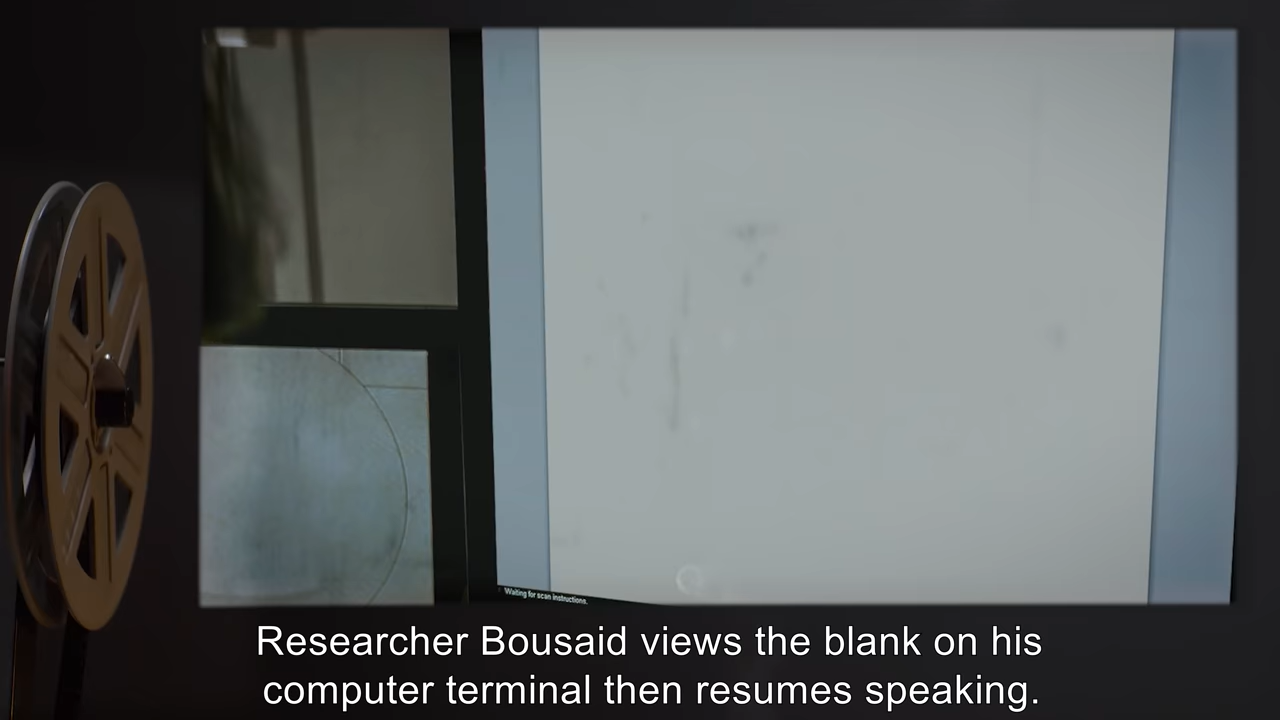 Waiting for scan instructions.
Researcher Bousaid views the blank on his
computer terminal then resumes speaking.